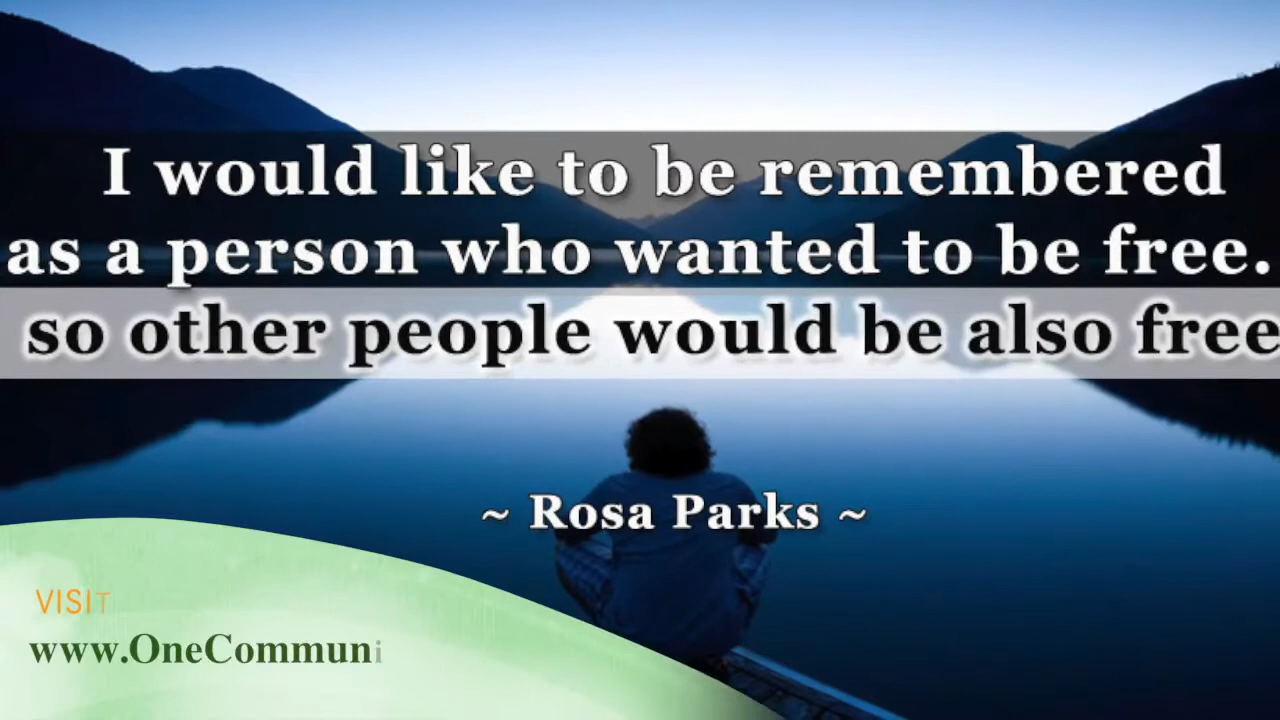 I would like to be remembered
as a person who wanted to be free.
so other people would be also free
~ Rosa Parks ~
VISIT
www.OneCommuni